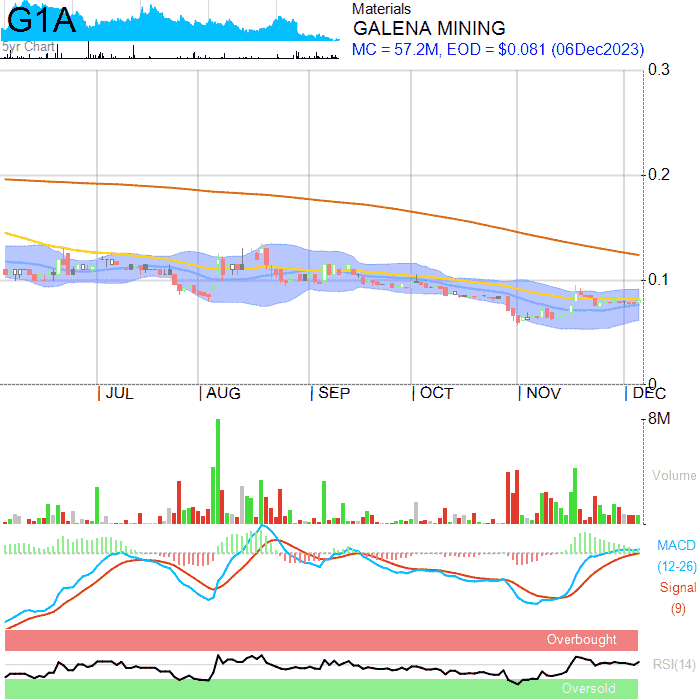 G1A
5yr Chart
Materials
GALENA MINING
MC = 57.2M, EOD = $0.081 (06Dec2023)
0.3
0.2
0.1
0
JUL AUG SEP OCT NOV DEC
8M
Volume
MACD
(12-26)
Signal
(9)
Overbought
RSI(14)
Oversold